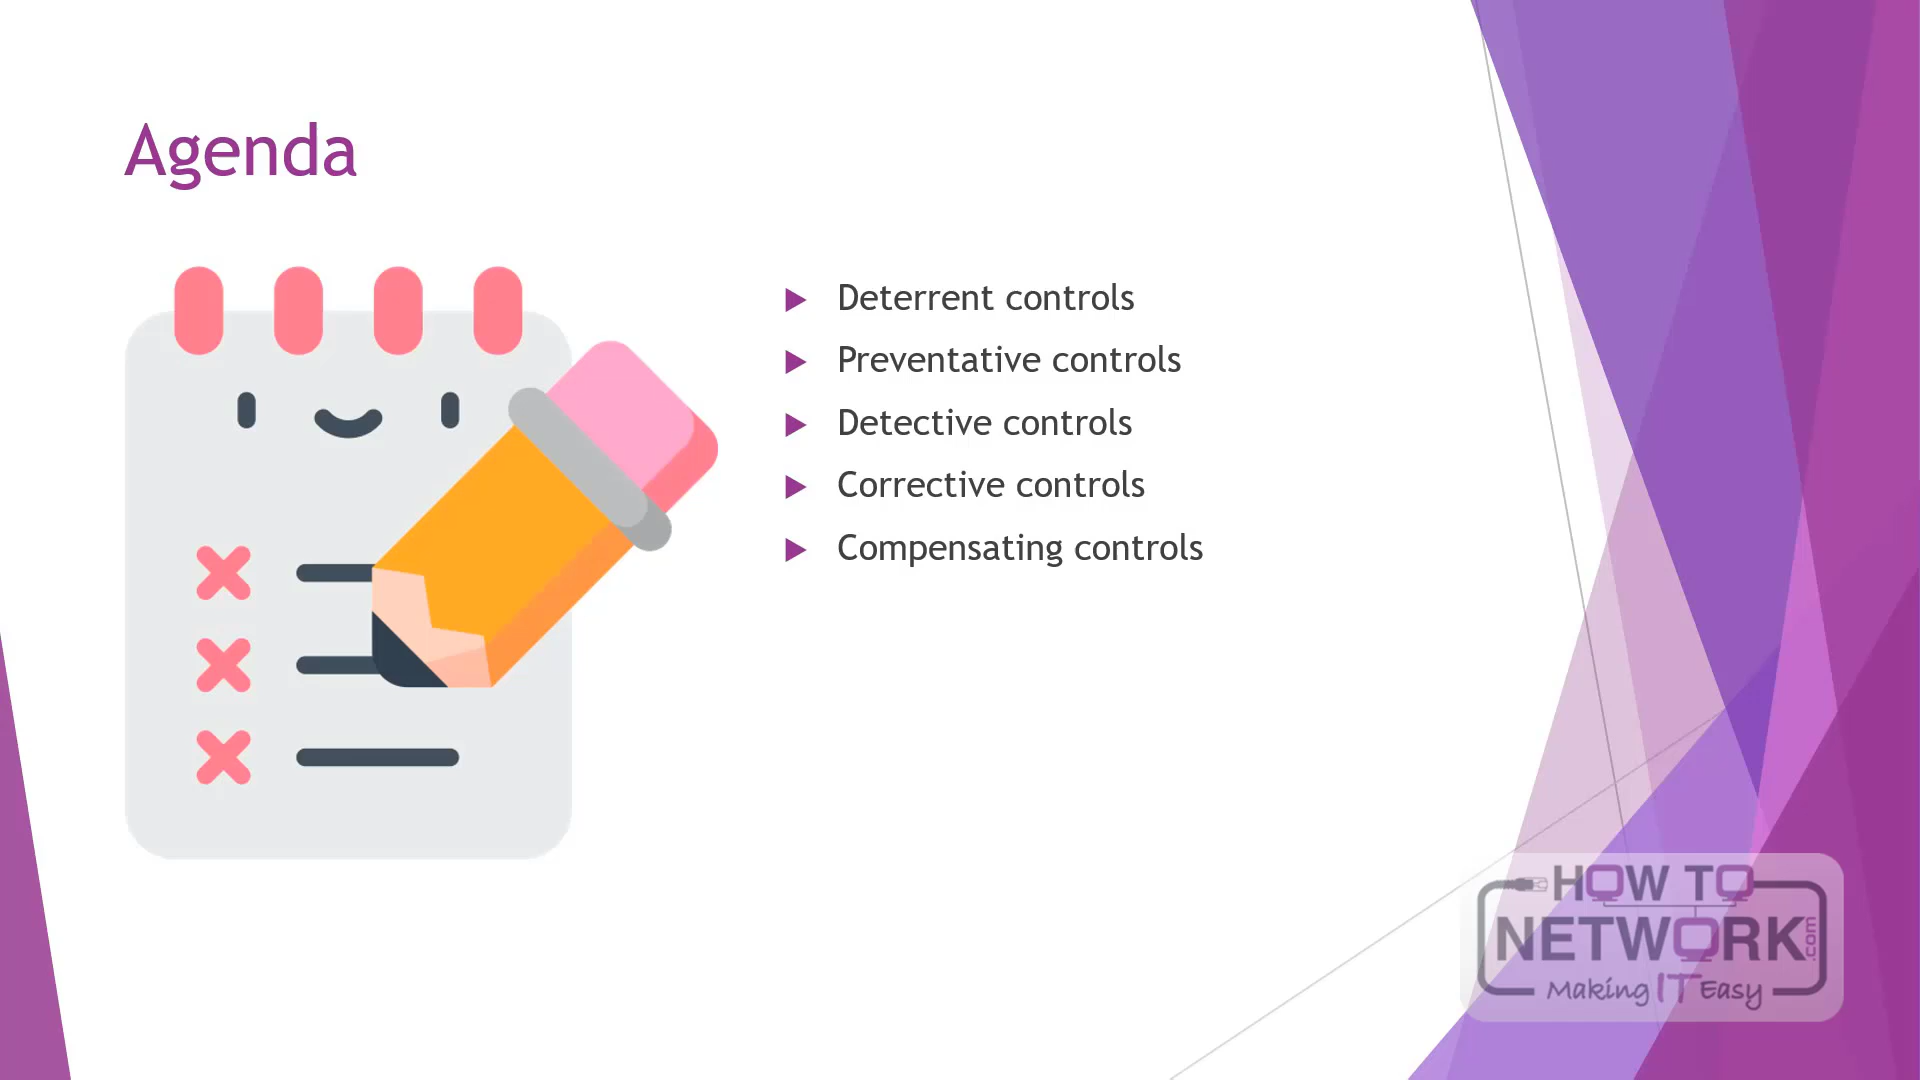 Agenda
Deterrent controls
Preventative controls
Detective controls
Corrective controls
Compensating controls
HOW TO
NETWORK.com
Making IT Easy